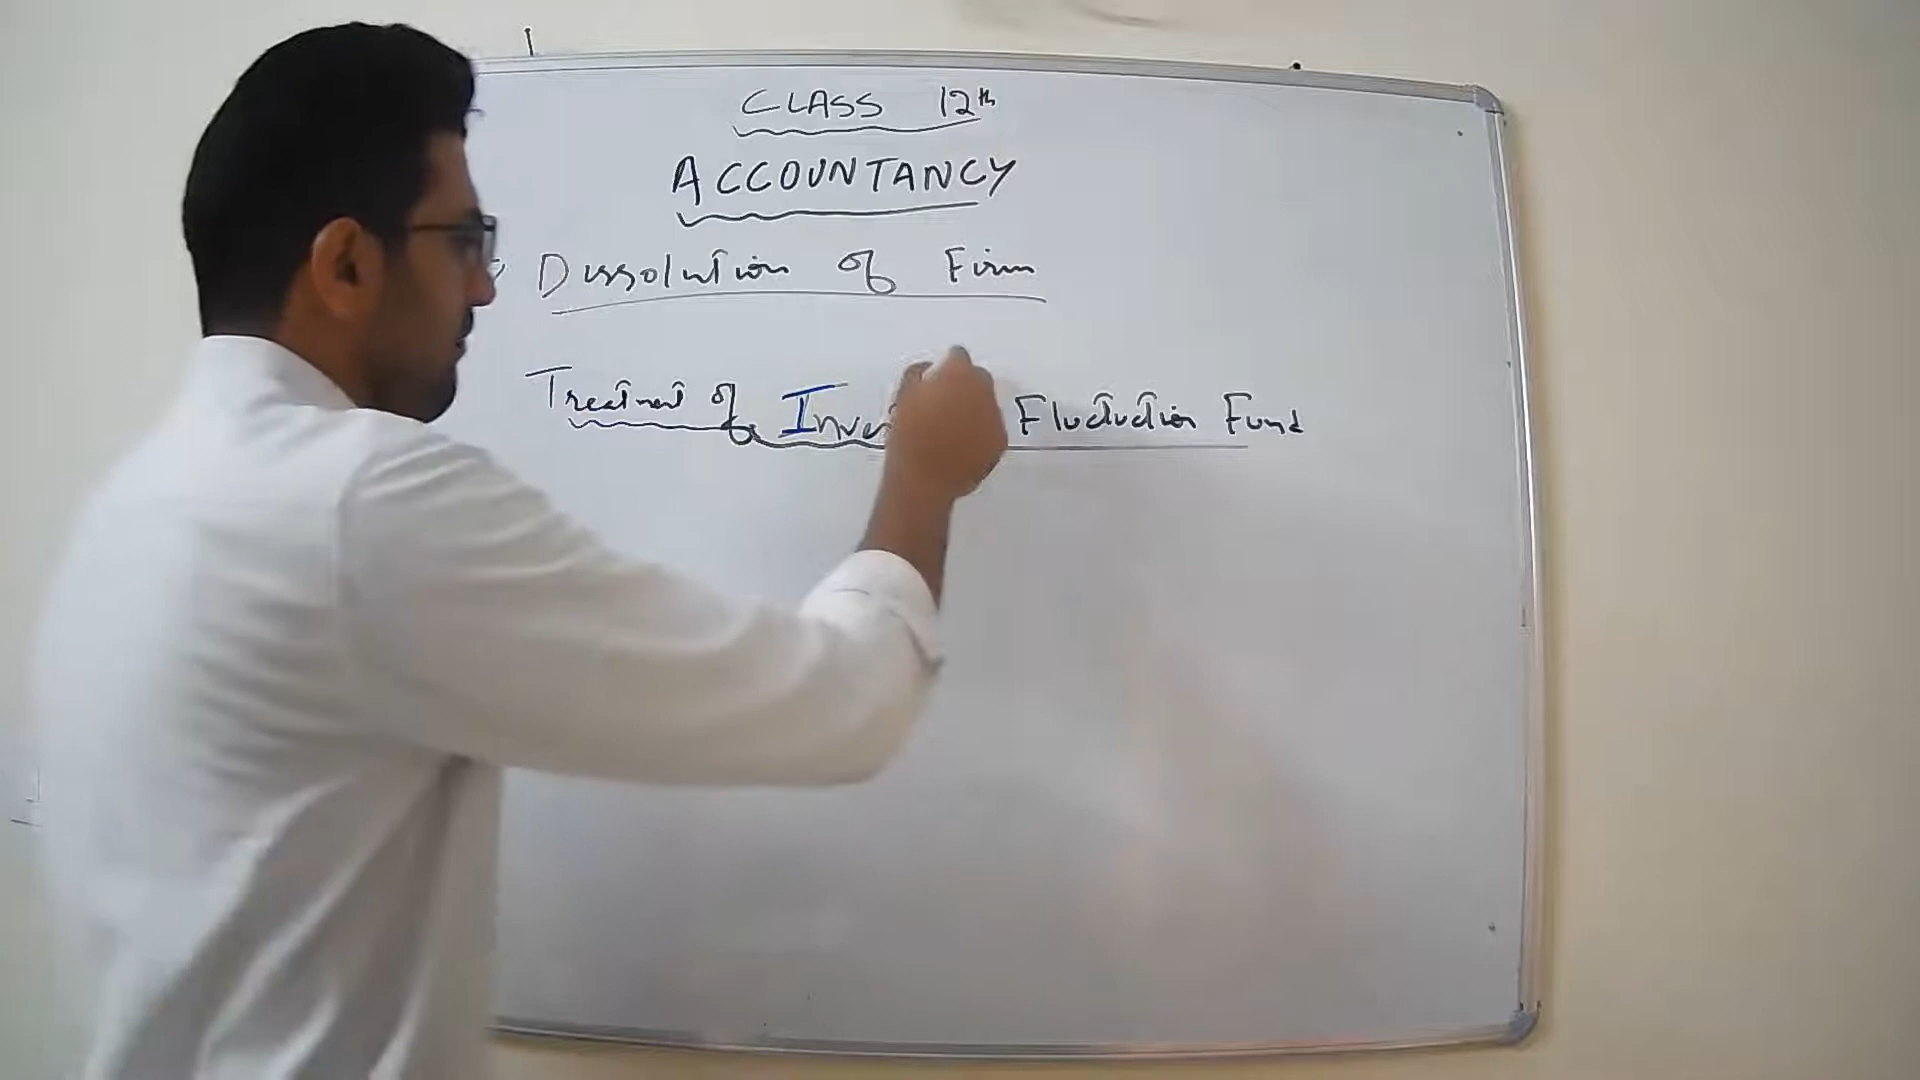 CLASS 12th
ACCOUNTANCY
Dissolution of Firm
Treatment of Fluctuation Fund